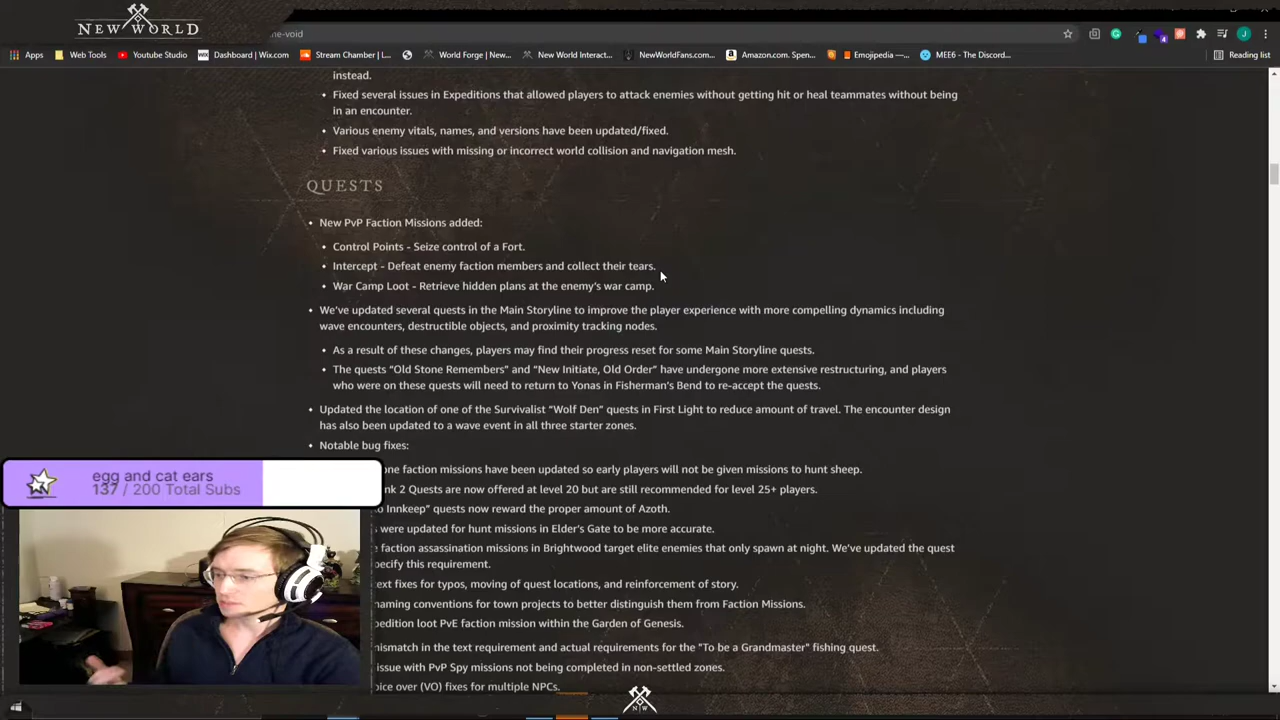 NEW WORLD
ne-void
Apps
Web Tools
Youtube Studio
Dashboard | Wix.com
Stream Chamber | L...
World Forge | New...
New World Interact...
NewWorldFans.com...
Amazon.com. Spen...
Emojipedia —...
MEE6 - The Discord...
Reading list
instead.
• Fixed several issues in Expeditions that allowed players to attack enemies without getting hit or heal teammates without being
in an encounter.
• Various enemy vitals, names, and versions have been updated/fixed.
• Fixed various issues with missing or incorrect world collision and navigation mesh.
QUESTS
• New PvP Faction Missions added:
• Control Points - Seize control of a Fort.
• Intercept - Defeat enemy faction members and collect their tears.
• War Camp Loot - Retrieve hidden plans at the enemy's war camp.
• We've updated several quests in the Main Storyline to improve the player experience with more compelling dynamics including
wave encounters, destructible objects, and proximity tracking nodes.
• As a result of these changes, players may find their progress reset for some Main Storyline quests.
• The quests “Old Stone Remembers” and “New Initiate, Old Order” have undergone more extensive restructuring, and players
who were on these quests will need to return to Yonas in Fisherman's Bend to re-accept the quests.
• Updated the location of one of the Survivalist “Wolf Den” quests in First Light to reduce amount of travel. The encounter design
has also been updated to a wave event in all three starter zones.
• Notable bug fixes:
one faction missions have been updated so early players will not be given missions to hunt sheep.
nk 2 Quests are now offered at level 20 but are still recommended for level 25+ players.
o Innkeep” quests now reward the proper amount of Azoth.
s were updated for hunt missions in Elder's Gate to be more accurate.
e faction assassination missions in Brightwood target elite enemies that only spawn at night. We've updated the quest
pecify this requirement.
ext fixes for typos, moving of quest locations, and reinforcement of story.
naming conventions for town projects to better distinguish them from Faction Missions.
pedition loot PvE faction mission within the Garden of Genesis.
mismatch in the text requirement and actual requirements for the "To be a Grandmaster" fishing quest.
issue with PvP Spy missions not being completed in non-settled zones.
oice over (VO) fixes for multiple NPCs.
egg and cat ears
137 / 200 Total Subs
N W